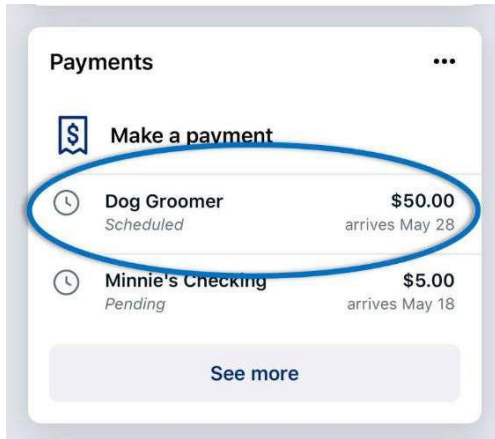 Payments
$ Make a payment
Dog Groomer $50.00
Scheduled arrives May 28
Minnie's Checking $5.00
Pending arrives May 18
See more